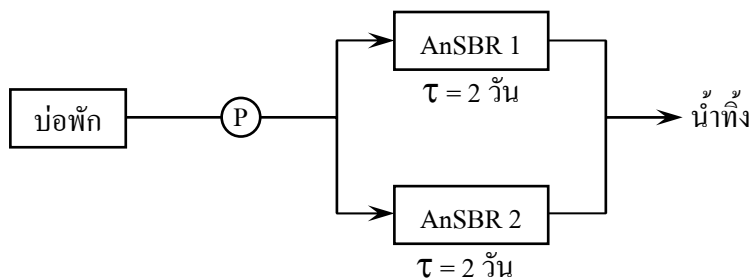 AnSBR 1
τ = 2 วัน
บ่อพัก
P
น้ำทิ้ง
AnSBR 2
τ = 2 วัน